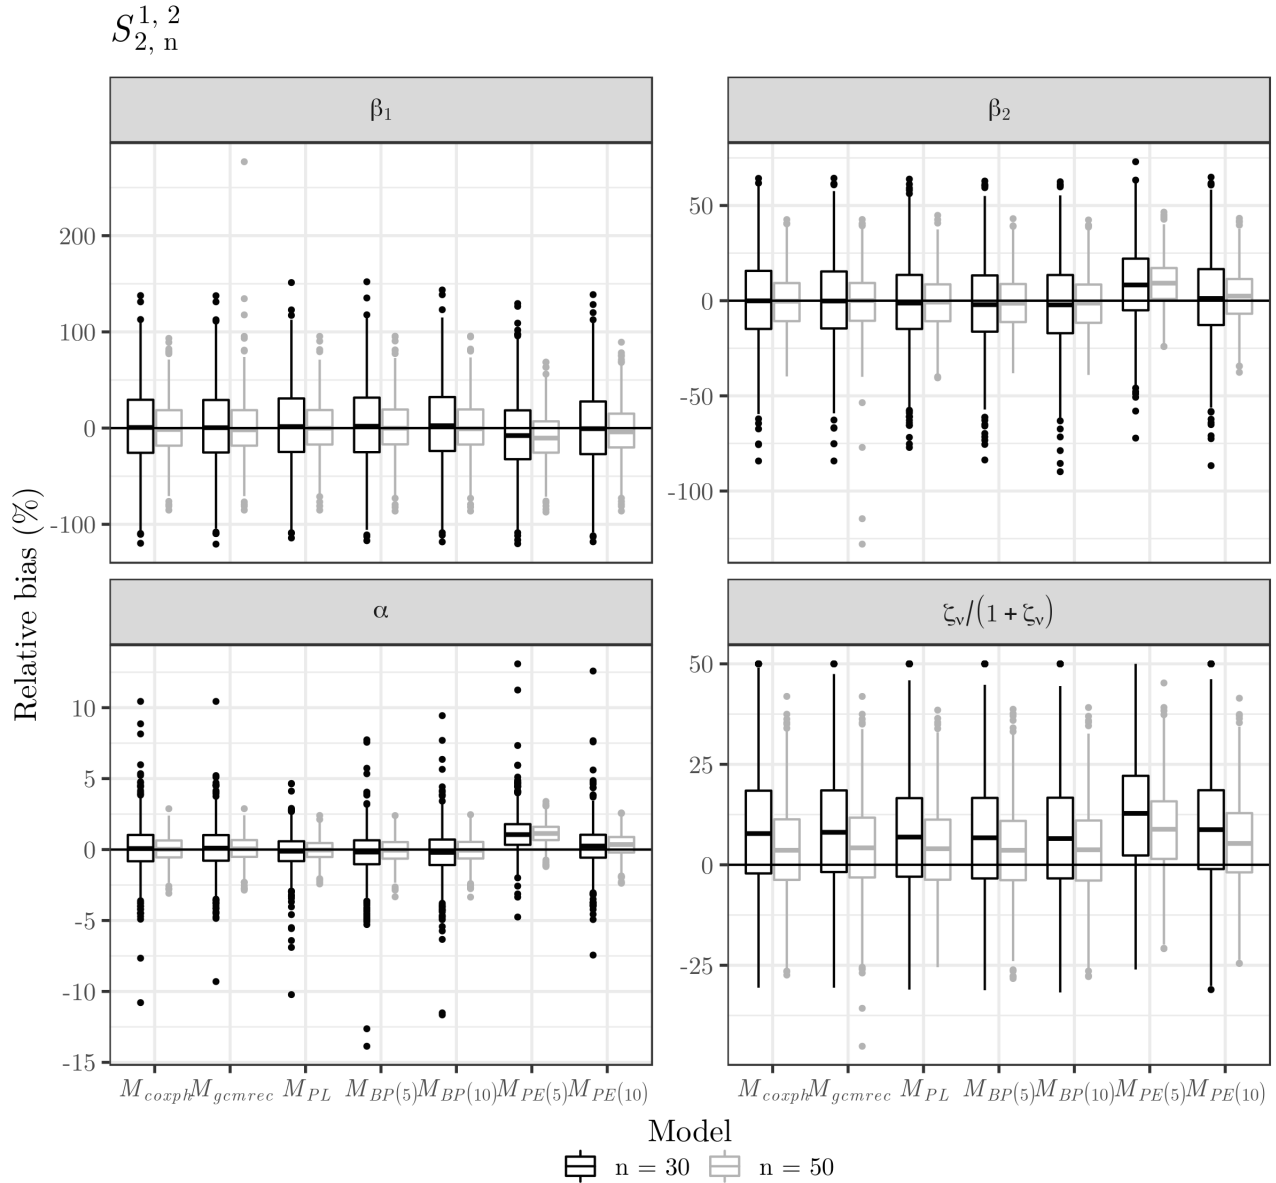 S^{1, 2}_{2, n}
β₁
β₂
200
100
0
-100
50
0
-50
-100
Relative bias (%)
α
ζ_ν/(1 + ζ_ν)
10
5
0
-5
-10
-15
50
25
0
-25
M_coxph M_gcmrec M_PL M_BP(5) M_BP(10) M_PE(5) M_PE(10)
M_coxph M_gcmrec M_PL M_BP(5) M_BP(10) M_PE(5) M_PE(10)
Model
n = 30 n = 50